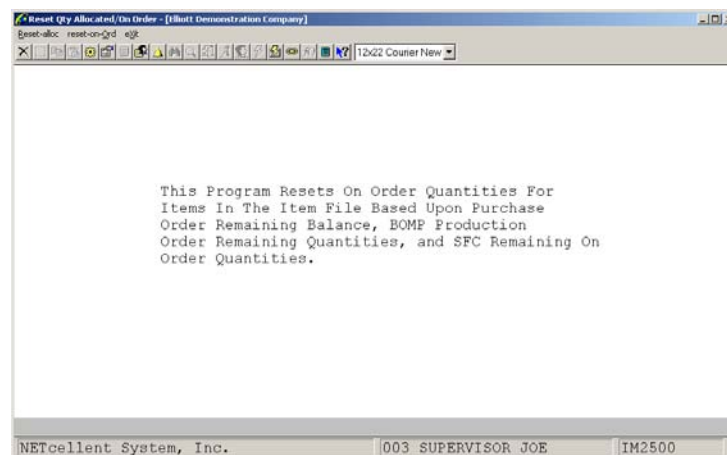 Reset Qty Allocated/On Order - [Elliott Demonstration Company]
Reset-alloc reset-on-Ord eXit
12x22 Courier New
This Program Resets On Order Quantities For
Items In The Item File Based Upon Purchase
Order Remaining Balance, BOMP Production
Order Remaining Quantities, and SFC Remaining On
Order Quantities.
NETcellent System, Inc. 003 SUPERVISOR JOE IM2500